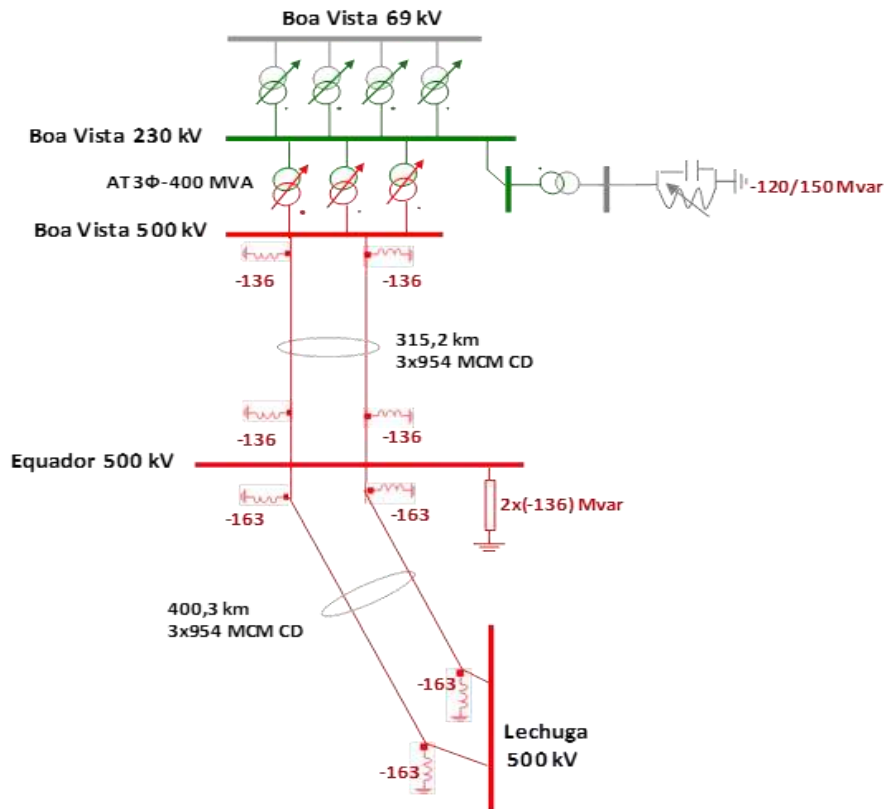 Boa Vista 69 kV
Boa Vista 230 kV
AT3Φ-400 MVA
-120/150 Mvar
Boa Vista 500 kV
-136
-136
315,2 km
3x954 MCM CD
-136
-136
Equador 500 kV
-163
-163
2x(-136) Mvar
400,3 km
3x954 MCM CD
-163
Lechuga
500 kV
-163